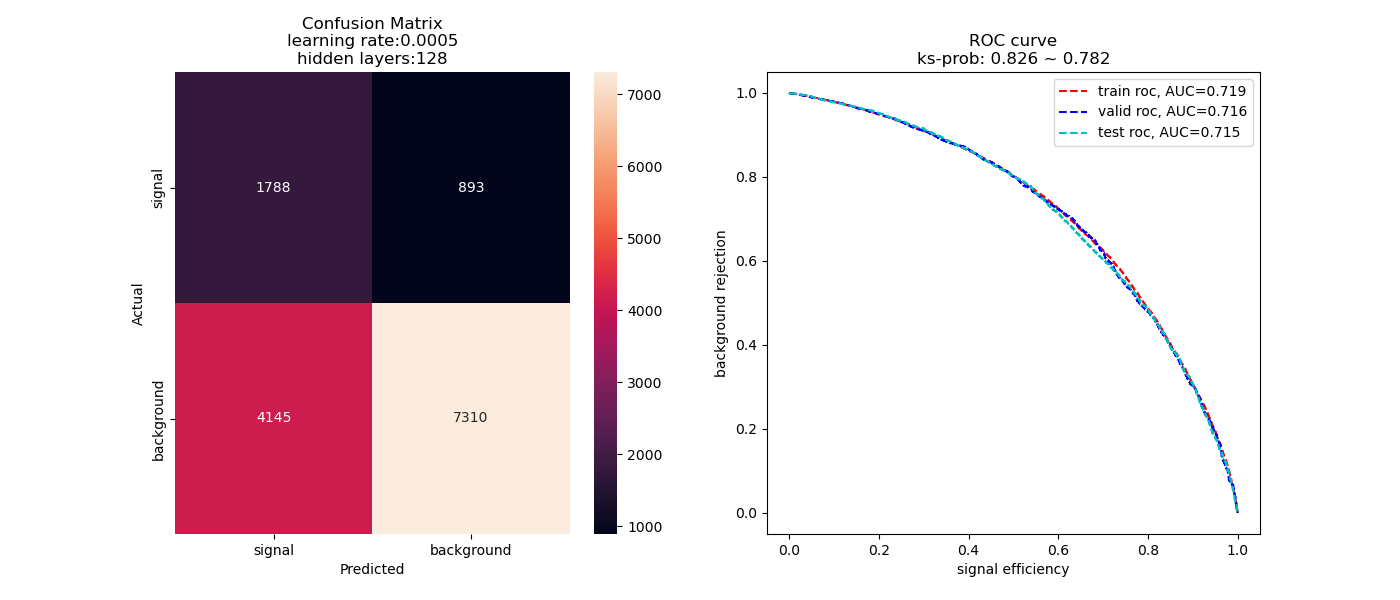 Confusion Matrix
learning rate:0.0005
hidden layers:128
signal
background
Actual
1788
893
4145
7310
signal
background
Predicted
7000
6000
5000
4000
3000
2000
1000
ROC curve
ks-prob: 0.826 ~ 0.782
train roc, AUC=0.719
valid roc, AUC=0.716
test roc, AUC=0.715
background rejection
1.0
0.8
0.6
0.4
0.2
0.0
0.0
0.2
0.4
0.6
0.8
1.0
signal efficiency